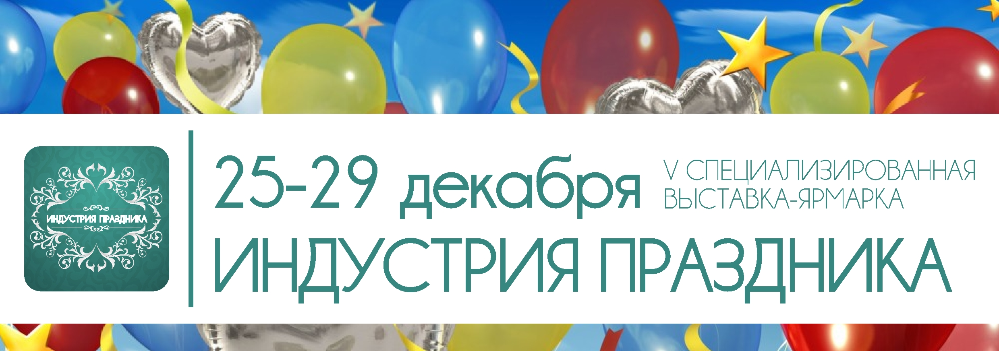 ИНДУСТРИЯ ПРАЗДНИКА
25-29 декабря
V СПЕЦИАЛИЗИРОВАННАЯ
ВЫСТАВКА-ЯРМАРКА
ИНДУСТРИЯ ПРАЗДНИКА